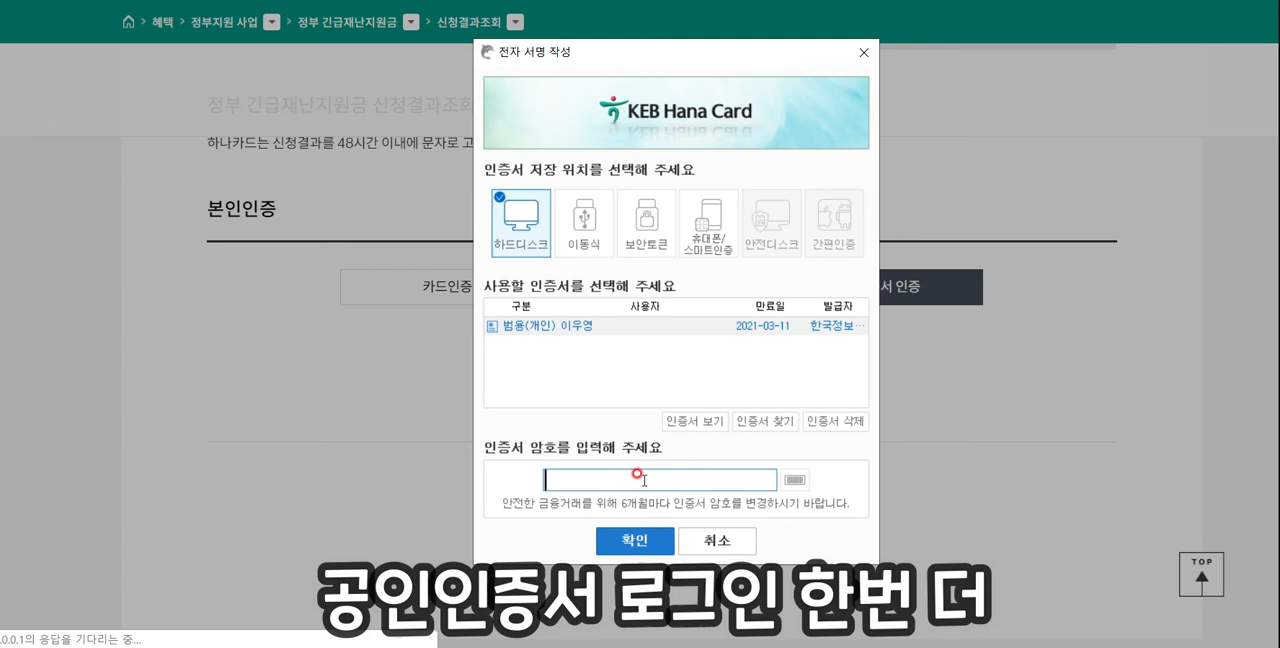 혜택 > 정부지원 사업 > 정부 긴급재난지원금 > 신청결과조회
정부 긴급재난지원금 신청결과조회
하나카드는 신청결과를 48시간 이내에 문자로 고
본인인증
카드인증
서 인증
전자 서명 작성
KEB Hana Card
인증서 저장 위치를 선택해 주세요
하드디스크
이동식
보안토큰
휴대폰/
스마트인증
안전디스크
간편인증
사용할 인증서를 선택해 주세요
구분 사용자 만료일 발급자
범용(개인) 이우영 2021-03-11 한국정보…
인증서 보기 인증서 찾기 인증서 삭제
인증서 암호를 입력해 주세요
안전한 금융거래를 위해 6개월마다 인증서 암호를 변경하시기 바랍니다.
확인 취소
TOP
공인인증서 로그인 한번 더
.0.0.1의 응답을 기다리는 중...